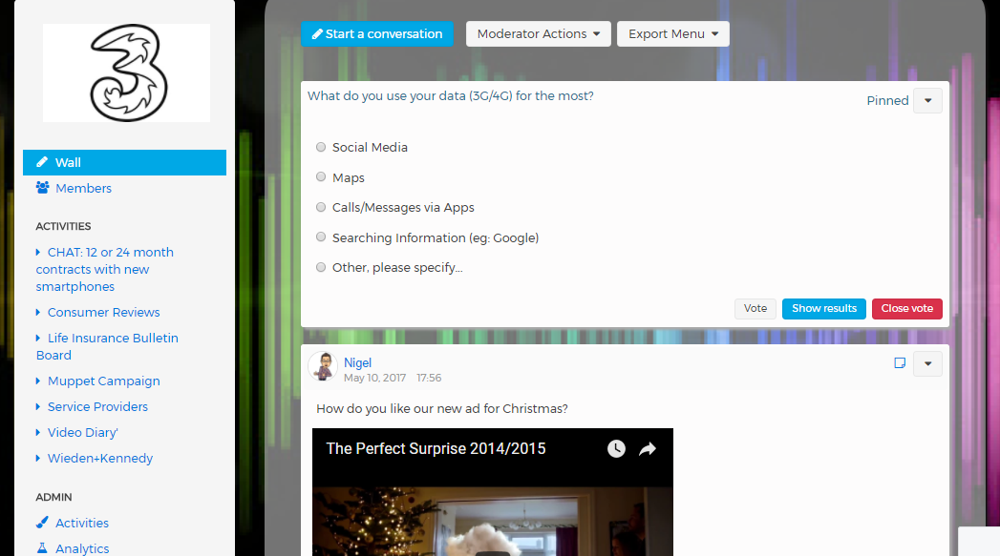 3
Start a conversation
Moderator Actions
Export Menu
What do you use your data (3G/4G) for the most?
Pinned
Social Media
Maps
Calls/Messages via Apps
Searching Information (eg: Google)
Other, please specify...
Vote
Show results
Close vote
Wall
Members
ACTIVITIES
CHAT: 12 or 24 month
contracts with new
smartphones
Consumer Reviews
Life Insurance Bulletin
Board
Muppet Campaign
Service Providers
Video Diary'
Wieden+Kennedy
ADMIN
Activities
Analytics
Nigel
May 10, 2017 17:56
How do you like our new ad for Christmas?
The Perfect Surprise 2014/2015